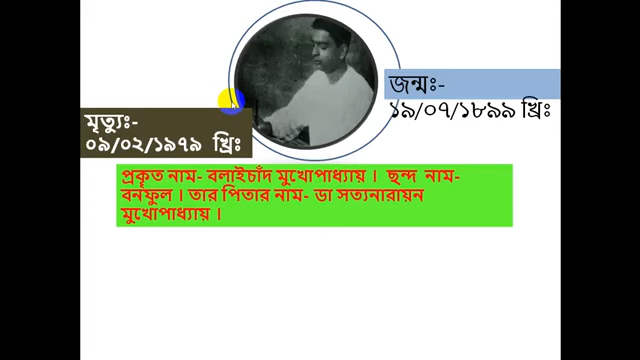 জন্মঃ-
১৯/০৭/১৮৯৯ খ্রিঃ
মৃত্যুঃ-
০৯/০২/১৯৭৯ খ্রিঃ
প্রকৃত নাম- বলাইচাঁদ মুখোপাধ্যায় । ছন্দ নাম-
বনফুল । তার পিতার নাম- ডা সত্যনারায়ন
মুখোপাধ্যায় ।